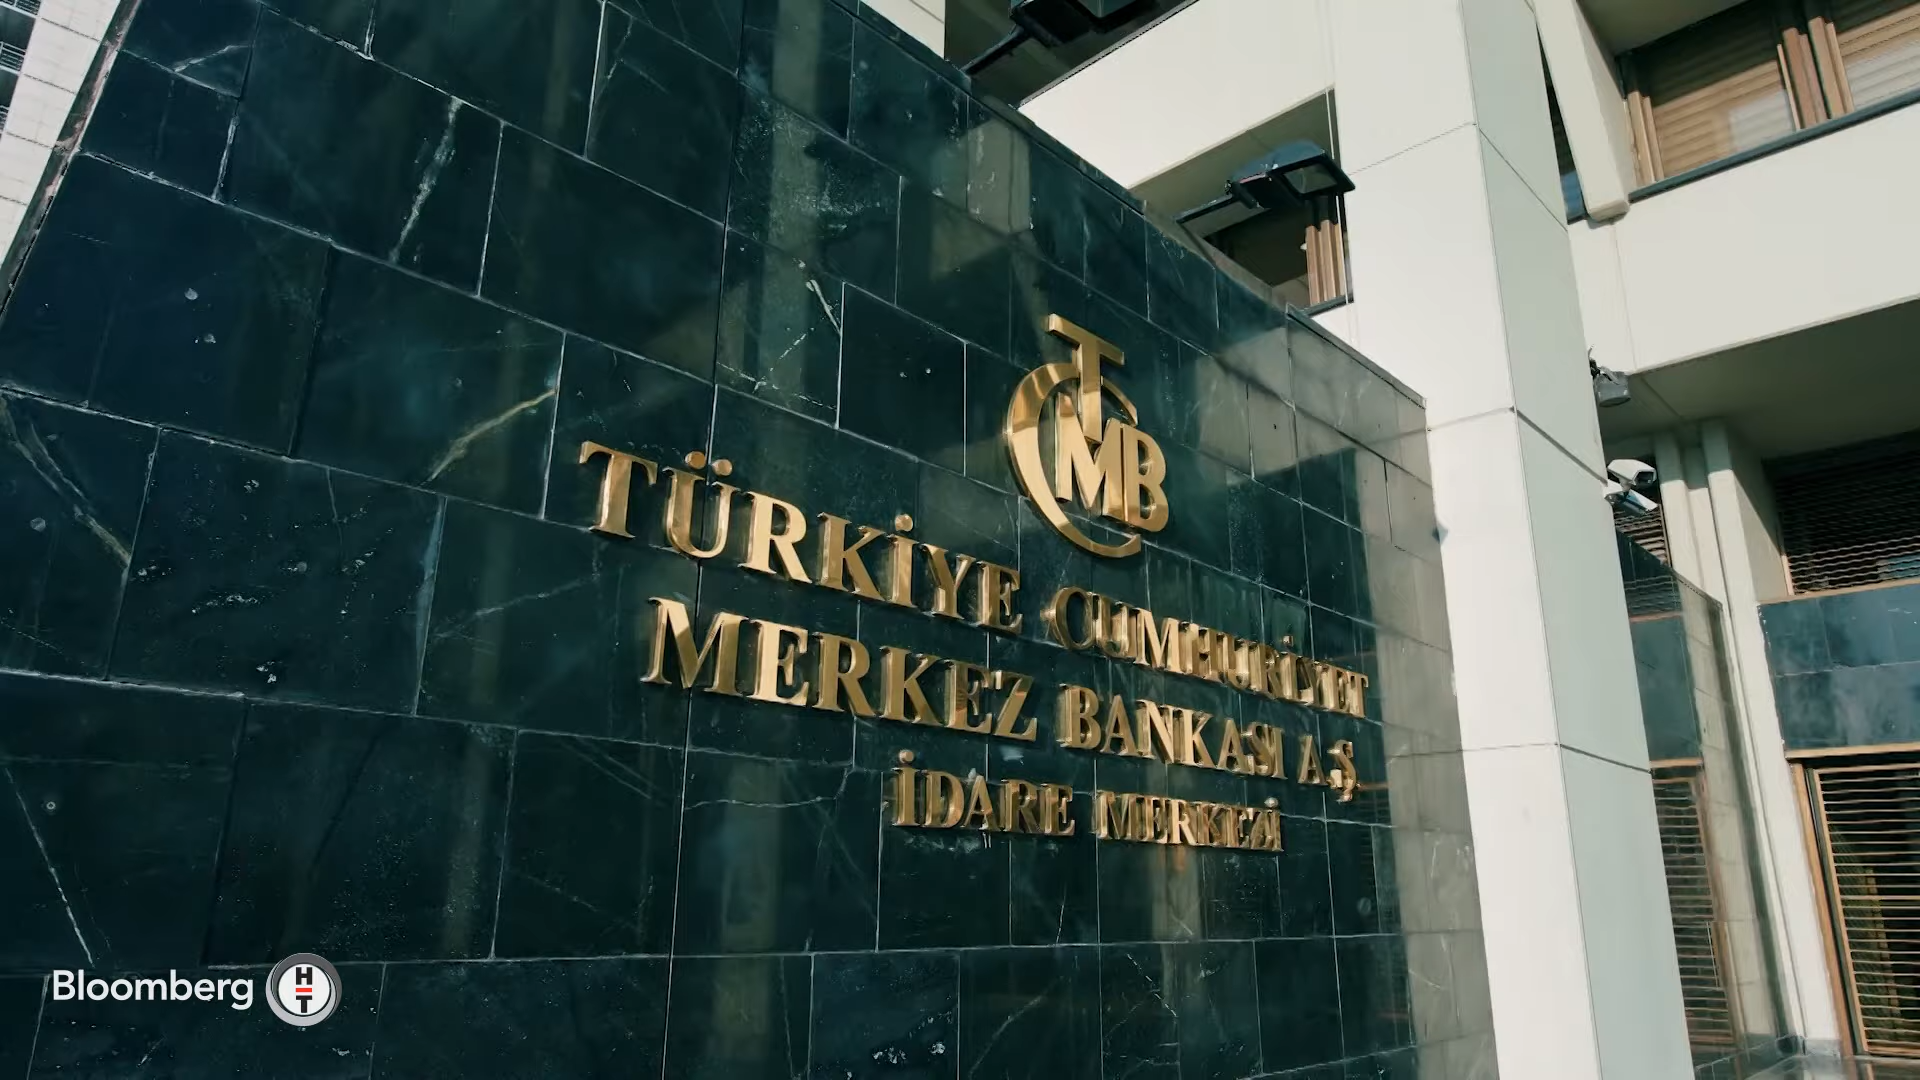 TCMB
TÜRKİYE CUMHURİYET
MERKEZ BANKASI A.Ş.
İDARE MERKEZİ
Bloomberg HT